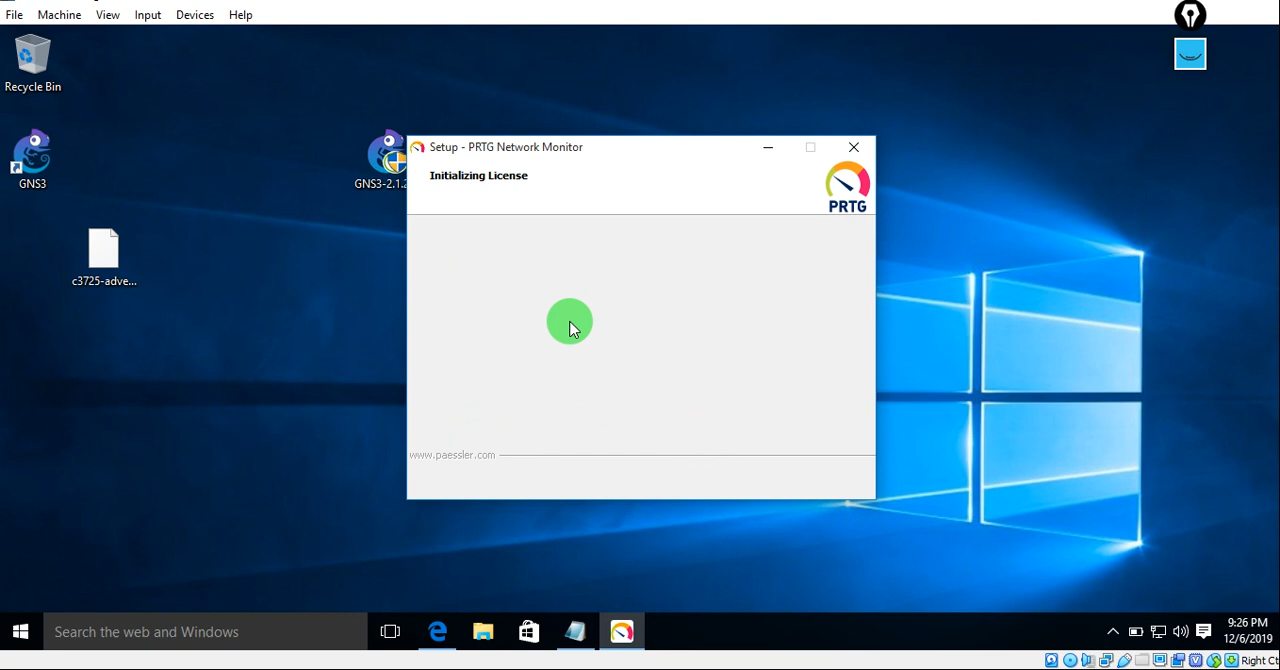 File Machine View Input Devices Help
Recycle Bin
GNS3
GNS3-2.1.2
c3725-adve...
Setup - PRTG Network Monitor
Initializing License
PRTG
www.paessler.com
Search the web and Windows
9:26 PM
12/6/2019
Right Ct